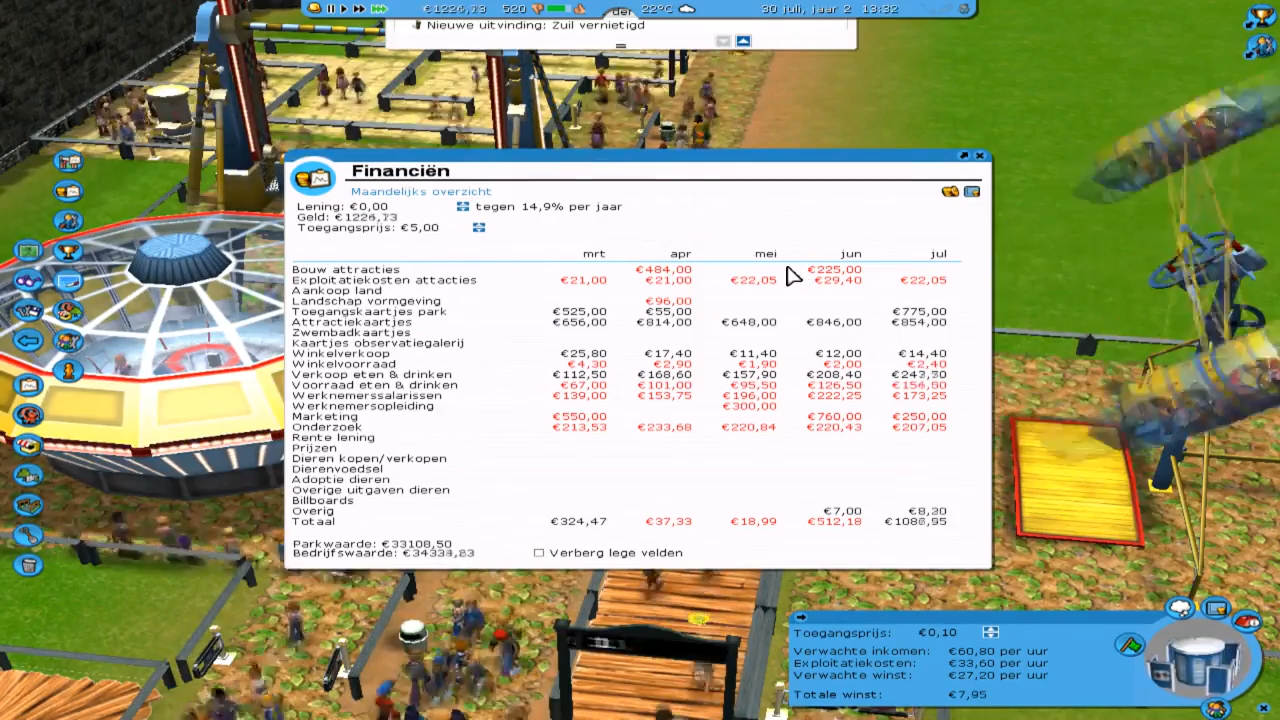 €1226,73 520 22°C 30 juli, jaar 2 13:32
Nieuwe uitvinding: Zuil vernietigd
Financiën
Maandelijks overzicht
Lening: €0,00 tegen 14,9% per jaar
Geld: €1226,73
Toegangsprijs: €5,00
mrt apr mei jun jul
Bouw attracties €484,00 €225,00
Exploitatiekosten attacties €21,00 €21,00 €22,05 €29,40 €22,05
Aankoop land
Landschap vormgeving €96,00
Toegangskaartjes park €525,00 €55,00 €775,00
Attractiekaartjes €656,00 €814,00 €648,00 €846,00 €854,00
Zwembadkaartjes
Kaartjes observatiegalerij
Winkelverkoop €25,80 €17,40 €11,40 €12,00 €14,40
Winkelvoorraad €4,30 €2,90 €1,90 €2,00 €2,40
Verkoop eten & drinken €112,50 €168,60 €157,90 €208,40
Voorraad eten & drinken €67,00 €101,00 €95,50 €126,50
Werknemerssalarissen €139,00 €153,75 €196,00 €222,25 €173,25
Werknemersopleiding €300,00
Marketing €550,00 €760,00 €250,00
Onderzoek €213,53 €233,68 €220,84 €220,43 €207,05
Rente lening
Prijzen
Dieren kopen/verkopen
Dierenvoedsel
Adoptie dieren
Overige uitgaven dieren
Billboards
Overig €7,00
Totaal €324,47 €37,33 €18,99 €512,18
Parkwaarde: €33108,50
Bedrijfswaarde:
Verberg lege velden
Toegangsprijs: €0,10
Verwachte inkomen: €60,80 per uur
Exploitatiekosten: €33,60 per uur
Verwachte winst: €27,20 per uur
Totale winst: €7,95